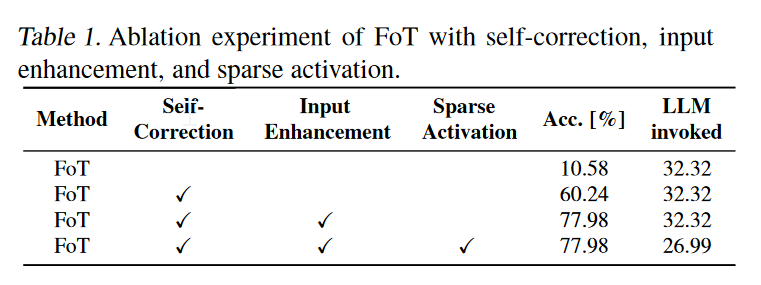 Table 1. Ablation experiment of FoT with self-correction, input
enhancement, and sparse activation.
Method Seif-Correction Input Enhancement Sparse Activation Acc. [%] LLM invoked
FoT 10.58 32.32
FoT ✓ 60.24 32.32
FoT ✓ ✓ 77.98 32.32
FoT ✓ ✓ ✓ 77.98 26.99